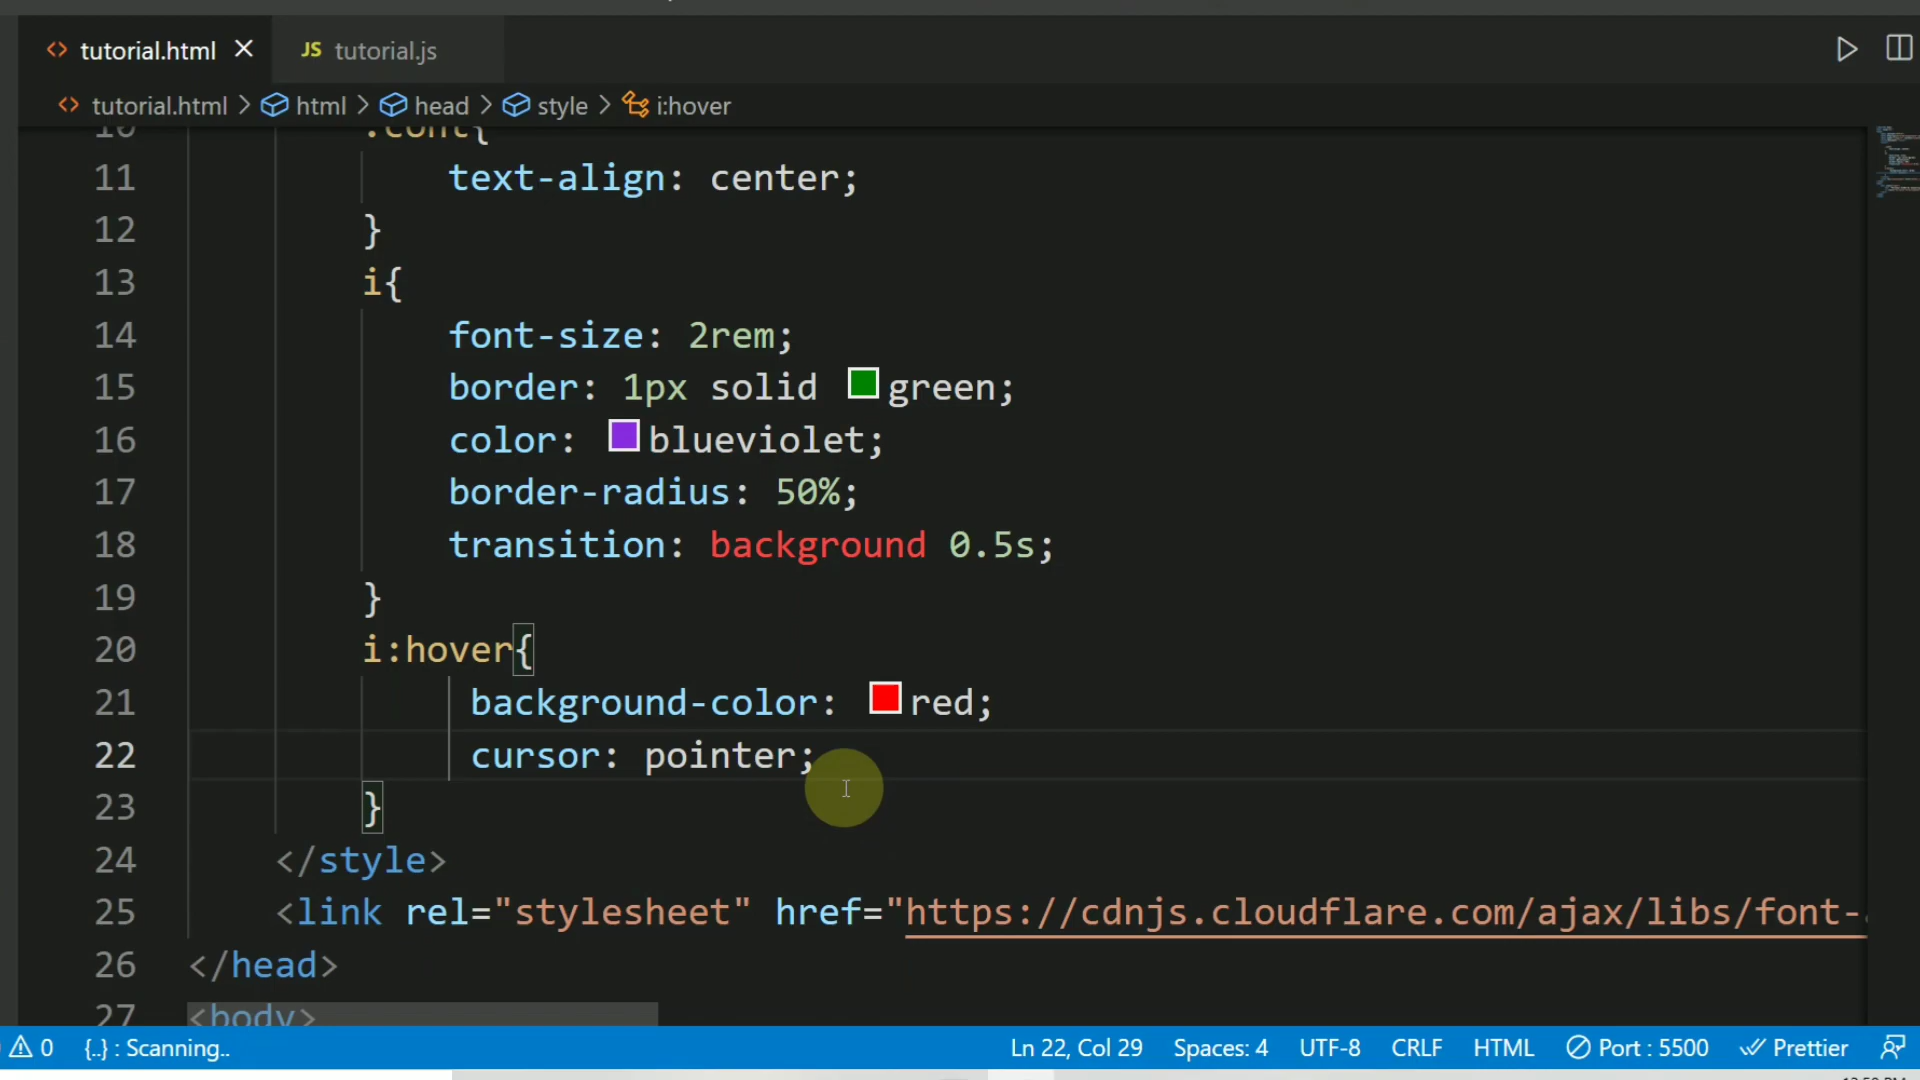 tutorial.html
JS tutorial.js
tutorial.html > html > head > style > i:hover
10 .cont{
11 text-align: center;
12 }
13 i{
14 font-size: 2rem;
15 border: 1px solid green;
16 color: blueviolet;
17 border-radius: 50%;
18 transition: background 0.5s;
19 }
20 i:hover{
21 background-color: red;
22 cursor: pointer;
23 }
24 </style>
25 <link rel="stylesheet" href="https://cdnjs.cloudflare.com/ajax/libs/font-
26 </head>
27 <body>
0 {..} : Scanning.. Ln 22, Col 29 Spaces: 4 UTF-8 CRLF HTML Port : 5500 Prettier